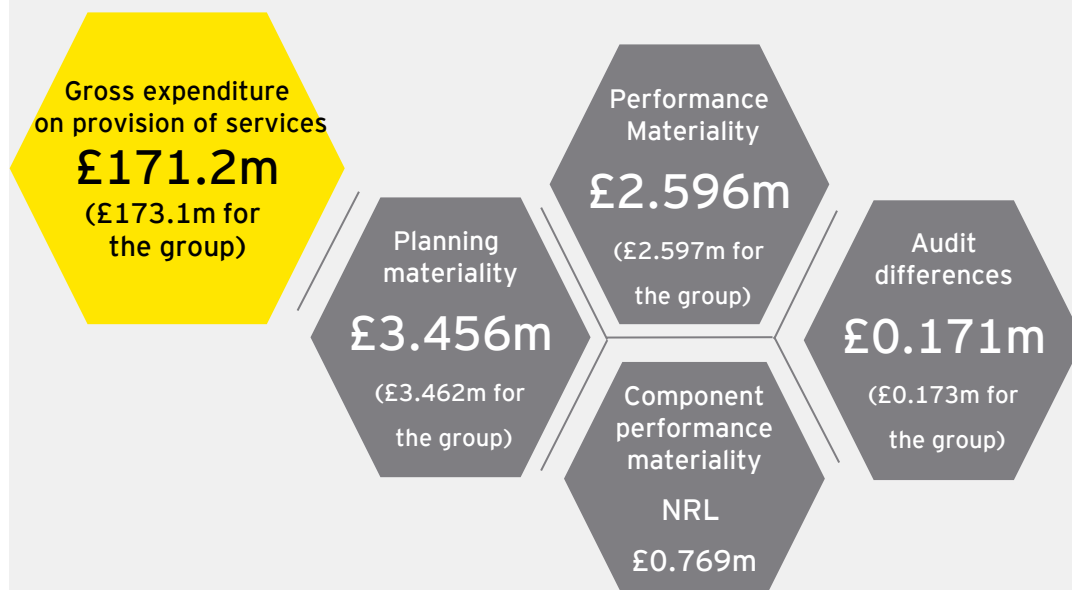 Gross expenditure
on provision of services
£171.2m
(£173.1m for
the group)
Planning
materiality
£3.456m
(£3.462m for
the group)
Performance
Materiality
£2.596m
(£2.597m for
the group)
Component
performance
materiality
NRL
£0.769m
Audit
differences
£0.171m
(£0.173m for
the group)